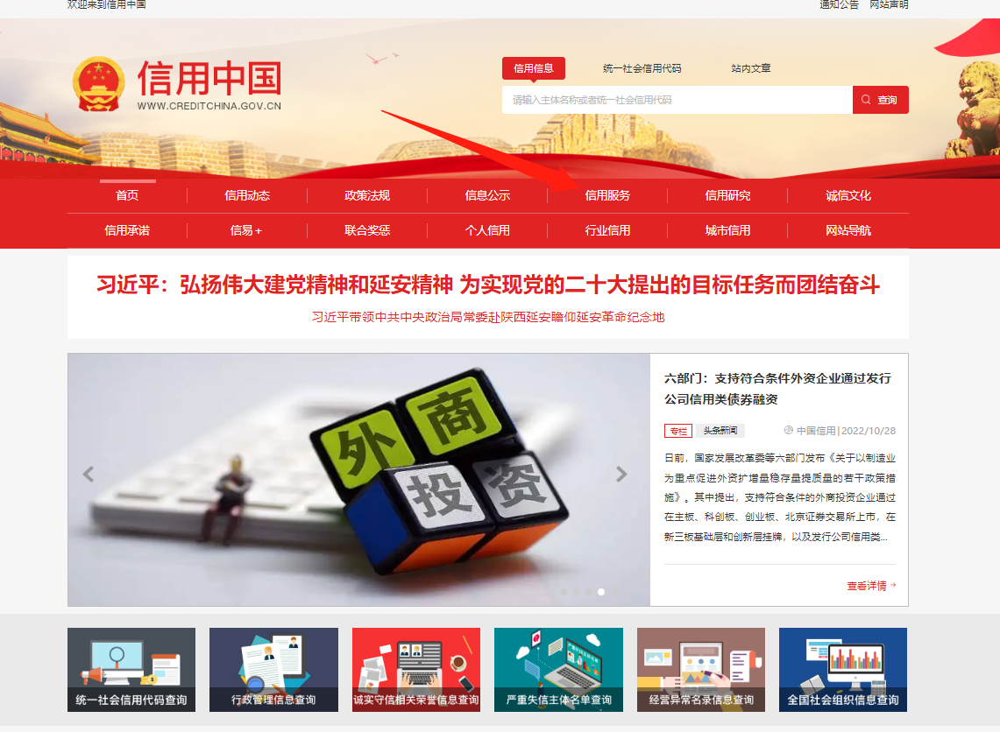 欢迎来到信用中国
通知公告 网站声明
信用中国
WWW.CREDITCHINA.GOV.CN
信用信息 统一社会信用代码 站内文章
请输入主体名称或者统一社会信用代码 查询
首页 信用动态 政策法规 信息公示 信用服务 信用研究 诚信文化
信用承诺 信易+ 联合奖惩 个人信用 行业信用 城市信用 网站导航
习近平：弘扬伟大建党精神和延安精神 为实现党的二十大提出的目标任务而团结奋斗
习近平带领中共中央政治局常委赴陕西延安瞻仰延安革命纪念地
外商
投资
六部门：支持符合条件外资企业通过发行
公司信用类债券融资
专栏 头条新闻 中国信用|2022/10/28
日前，国家发展改革委等六部门发布《关于以制造业
为重点促进外资扩增量稳存量提质量的若干政策措
施》。其中提出，支持符合条件的外商投资企业通过
在主板、科创板、创业板、北京证券交易所上市，在
新三板基础层和创新层挂牌，以及发行公司信用类...
查看详情
统一社会信用代码查询 行政管理信息查询 诚实守信相关荣誉信息查询 严重失信主体名单查询 经营异常名录信息查询 全国社会组织信息查询